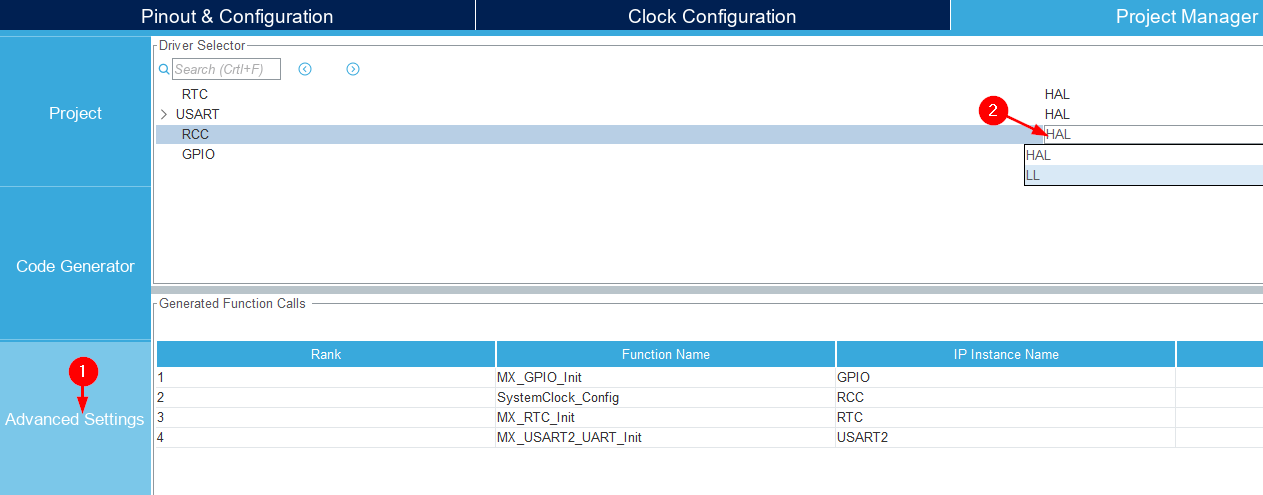 Pinout & Configuration Clock Configuration Project Manager
Driver Selector
Search (Crtl+F)
RTC HAL
USART HAL
2
RCC HAL
GPIO
HAL
LL
Project
Code Generator
1
Advanced Settings
Generated Function Calls
Rank Function Name IP Instance Name
1 MX_GPIO_Init GPIO
2 SystemClock_Config RCC
3 MX_RTC_Init RTC
4 MX_USART2_UART_Init USART2